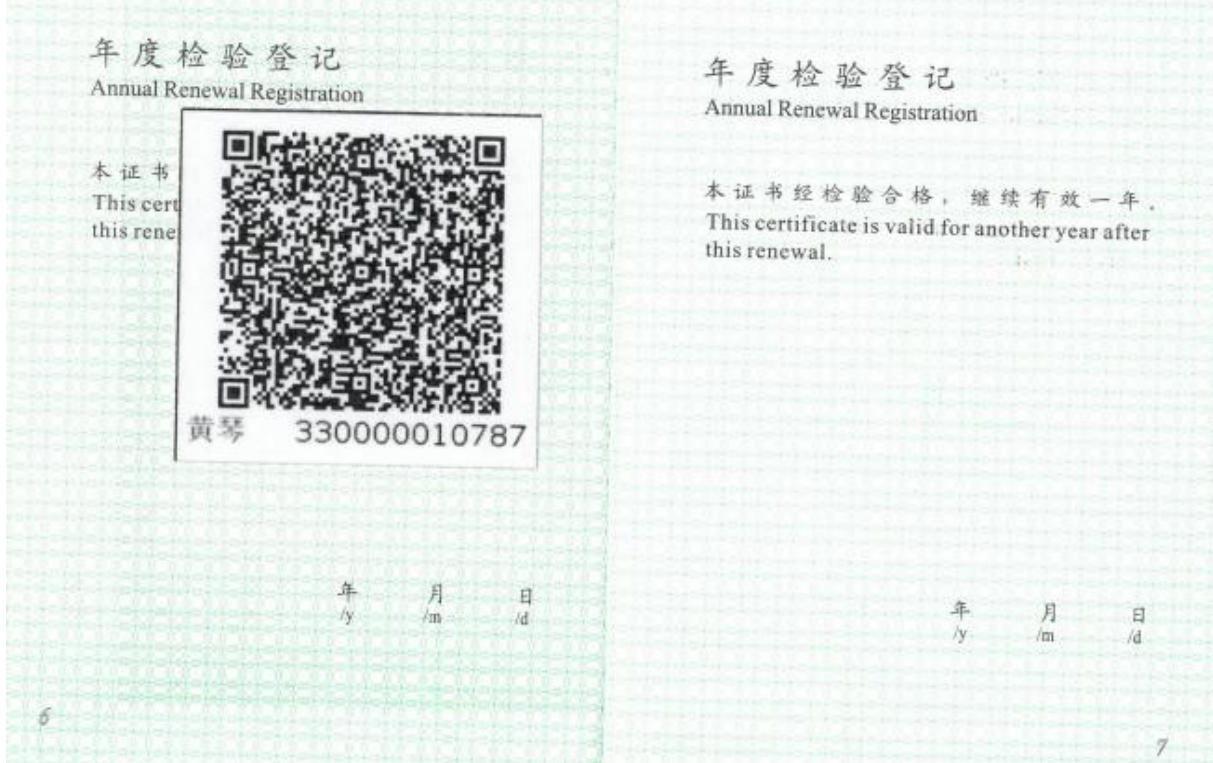 年度检验登记
Annual Renewal Registration
本证书
This cert
this rene
黄琴 330000010787
年 月 日
/y /m /d
6
年度检验登记
Annual Renewal Registration
本证书经检验合格，继续有效一年。
This certificate is valid for another year after
this renewal.
年 月 日
/y /m /d
7